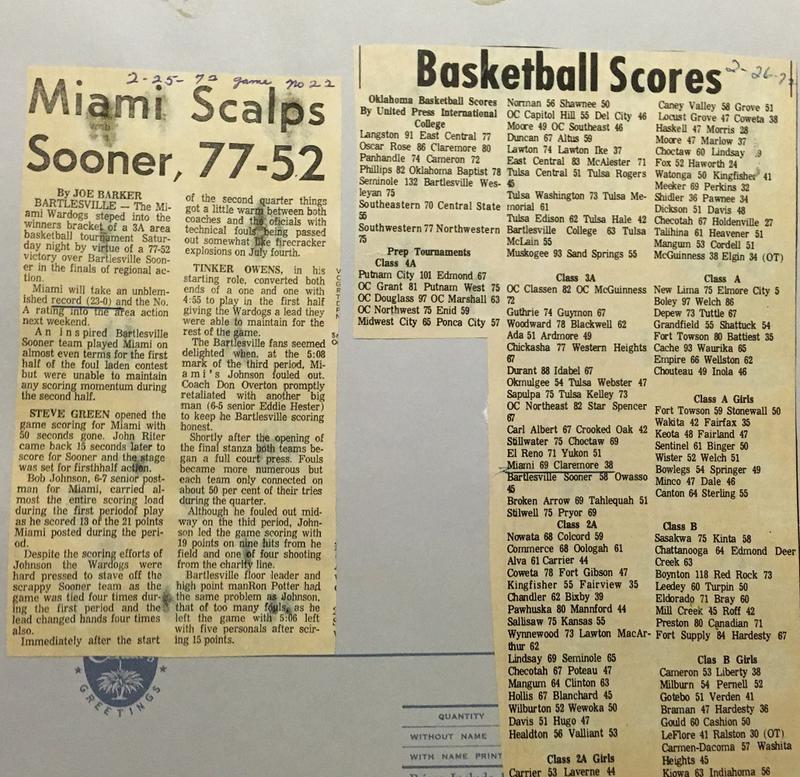 2-25-72 game no 22
Miami Scalps
Sooner, 77-52
By JOE BARKER
BARTLESVILLE — The Mi-
ami Wardogs steped into the
winners bracket of a 3A area
basketball tournament Satur-
day night by virtue of a 77-52
victory over Bartlesville Soon-
er in the finals of regional ac-
tion.
Miami will take an unblem-
ished record (23-0) and the No.
A rating into the area action
next weekend.
An inspired Bartlesville
Sooner team played Miami on
almost even terms for the first
half of the foul laden contest
but were unable to maintain
any scoring momentum during
the second half.
STEVE GREEN opened the
game scoring for Miami with
50 seconds gone. John Riter
came back 15 seconds later to
score for Sooner and the stage
was set for firsthalf action.
Bob Johnson, 6-7 senior post-
man for Miami, carried al-
most the entire scoring load
during the first periodof play
as he scored 13 of the 21 points
Miami posted during the peri-
od.
Despite the scoring efforts of
Johnson the Wardogs were
hard pressed to stave off the
scrappy Sooner team as the
game was tied four times dur-
ing the first period and the
lead changed hands four times
also.
Immediately after the start
of the second quarter things
got a little warm between both
coaches and the oficials with
technical fouls being passed
out somewhat like firecracker
explosions on July fourth.
TINKER OWENS, in his
starting role, converted both
ends of a one and one with
4:55 to play in the first half
giving the Wardogs a lead they
were able to maintain for the
rest of the game.
The Bartlesville fans seemed
delighted when, at the 5:08
mark of the third period, Mi-
ami's Johnson fouled out.
Coach Don Overton promptly
retaliated with another big
man (6-5 senior Eddie Hester)
to keep he Bartlesville scoring
honest.
Shortly after the opening of
the final stanza both teams be-
gan a full court press. Fouls
became more numerous but
each team only connected on
about 50 per cent of their tries
during the quarter.
Although he fouled out mid-
way on the thid period, John-
son led the game scoring with
19 points on nine hits from he
field and one of four shooting
from the charity line.
Bartlesville floor leader and
high point manRon Potter had
the same problem as Johnson,
that of too many fouls, as he
left the game with 5:06 left
with five personals after scir-
ing 15 points.
Basketball Scores
Oklahoma Basketball Scores
By United Press International
College
Langston 91 East Central 77
Oscar Rose 86 Claremore 80
Panhandle 74 Cameron 72
Phillips 82 Oklahoma Baptist 78
Seminole 132 Bartlesville Wes-
leyan 75
Southeastern 70 Central State
55
Southwestern 77 Northwestern
75
Prep Tournaments
Class 4A
Putnam City 101 Edmond 67
OC Grant 81 Putnam West 75
OC Douglass 97 OC Marshall 63
OC Northwest 75 Enid 59
Midwest City 65 Ponca City 57
Norman 56 Shawnee 50
OC Capitol Hill 55 Del City 46
Moore 49 OC Southeast 46
Duncan 67 Altus 59
Lawton 74 Lawton Ike 37
East Central 83 McAlester 71
Tulsa Central 51 Tulsa Rogers
45
Tulsa Washington 73 Tulsa Me-
morial 61
Tulsa Edison 62 Tulsa Hale 42
Bartlesville College 63 Tulsa
McLain 55
Muskogee 93 Sand Springs 55
Class 3A
OC Classen 82 OC McGuinness
72
Guthrie 74 Guymon 67
Woodward 78 Blackwell 62
Ada 51 Ardmore 49
Chickasha 77 Western Heights
67
Durant 88 Idabel 67
Okmulgee 54 Tulsa Webster 47
Sapulpa 75 Tulsa Kelley 73
OC Northeast 82 Star Spencer
67
Carl Albert 67 Crooked Oak 42
Stillwater 75 Choctaw 69
El Reno 71 Yukon 51
Miami 69 Claremore 38
Bartlesville Sooner 58 Owasso
45
Broken Arrow 69 Tahlequah 51
Stilwell 75 Pryor 69
Class 2A
Nowata 68 Colcord 59
Commerce 68 Oologah 61
Alva 61 Carrier 44
Coweta 78 Fort Gibson 47
Kingfisher 55 Fairview 35
Chandler 62 Bixby 39
Pawhuska 80 Mannford 44
Sallisaw 75 Kansas 55
Wynnewood 73 Lawton MacAr-
thur 62
Lindsay 69 Seminole 65
Checotah 67 Poteau 47
Mangum 64 Clinton 63
Hollis 67 Blanchard 45
Wilburton 52 Wewoka 50
Davis 51 Hugo 47
Healdton 56 Valliant 53
Class 2A Girls
Carrier 53 Laverne 44
Caney Valley 58 Grove 51
Locust Grove 47 Coweta 38
Haskell 47 Morris 28
Moore 47 Marlow 37
Choctaw 60 Lindsay
Fox 52 Haworth 24
Watonga 50 Kingfisher 41
Meeker 69 Perkins 32
Shidler 36 Pawnee 34
Dickson 51 Davis 48
Checotah 67 Holdenville 27
Talihina 61 Heavener 51
Mangum 53 Cordell 51
McGuinness 38 Elgin 34 (OT)
Class A
New Lima 75 Elmore City 5
Boley 97 Welch 86
Depew 73 Tuttle 67
Grandfield 55 Shattuck 54
Fort Towson 80 Battiest 35
Cache 93 Waurika 65
Empire 66 Wellston 62
Chouteau 49 Inola 46
Class A Girls
Fort Towson 59 Stonewall 50
Wakita 42 Fairfax 35
Keota 48 Fairland 47
Sentinel 61 Binger 50
Wister 52 Welch 51
Bowlegs 54 Springer 49
Minco 47 Dale 46
Canton 64 Sterling 55
Class B
Sasakwa 75 Kinta 58
Chattanooga 64 Edmond Deer
Creek 63
Boynton 118 Red Rock 73
Leedey 60 Turpin 50
Eldorado 71 Bray 60
Mill Creek 45 Roff 42
Preston 80 Canadian 71
Fort Supply 84 Hardesty 67
Clas B Girls
Cameron 53 Liberty 38
Milburn 54 Pernell 52
Gotebo 51 Verden 41
Braman 47 Hardesty 36
Gould 60 Cashion 50
LeFlore 41 Ralston 30 (OT)
Carmen-Dacoma 57 Washita
Heights 45
Kiowa 63 Indiahoma 56
GREETINGS
QUANTITY
WITHOUT NAME
WITH NAME PRINT